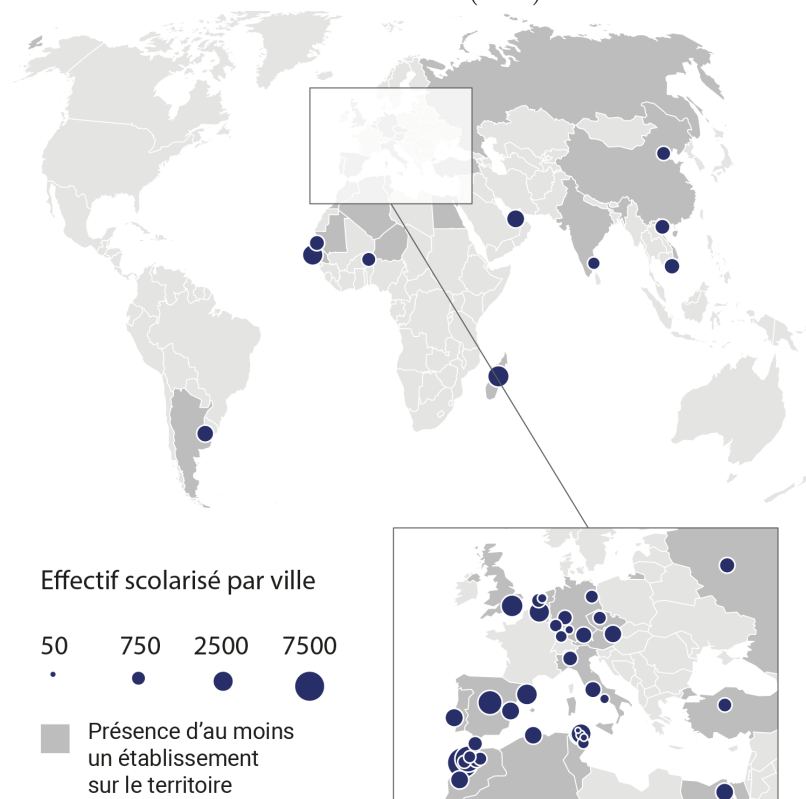 Effectif scolarisé par ville
50 750 2500 7500
Présence d'au moins
un établissement
sur le territoire